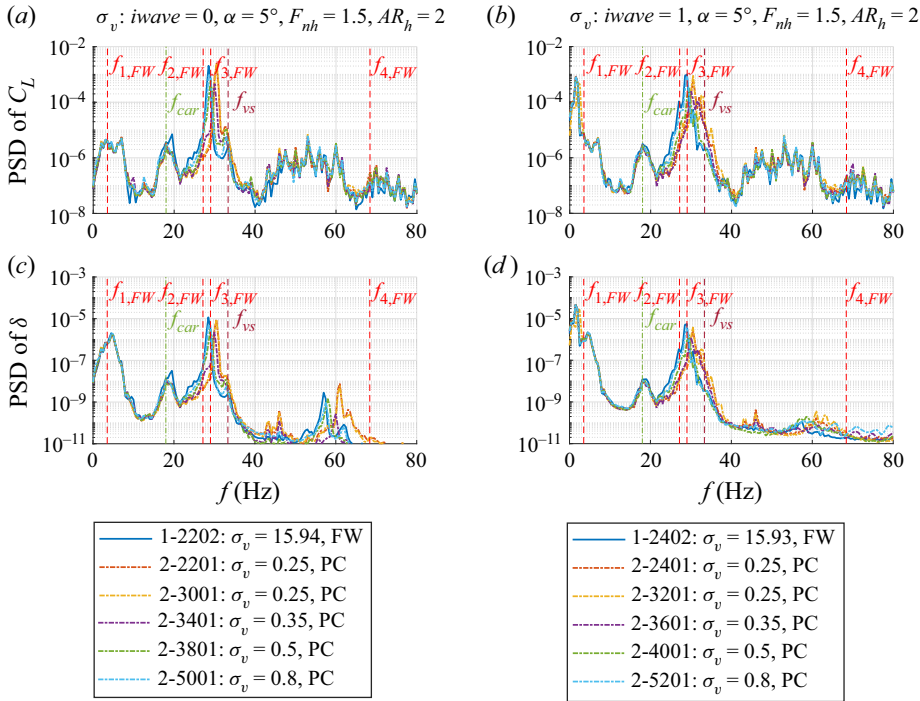 (a) σv: iwave = 0, α = 5°, Fnh = 1.5, ARh = 2
(b) σv: iwave = 1, α = 5°, Fnh = 1.5, ARh = 2
PSD of CL
10−2
10−4
10−6
10−8
f1,FW f2,FW f3,FW f4,FW
fcar fvs
0 20 40 60 80
10−2
10−4
10−6
10−8
f1,FW f2,FW f3,FW f4,FW
fcar fvs
0 20 40 60 80
(c)
PSD of δ
10−3
10−5
10−7
10−9
10−11
f1,FW f2,FW f3,FW f4,FW
fcar fvs
0 20 40 60 80
f (Hz)
(d)
10−3
10−5
10−7
10−9
10−11
f1,FW f2,FW f3,FW f4,FW
fcar fvs
0 20 40 60 80
f (Hz)
1-2202: σv = 15.94, FW
2-2201: σv = 0.25, PC
2-3001: σv = 0.25, PC
2-3401: σv = 0.35, PC
2-3801: σv = 0.5, PC
2-5001: σv = 0.8, PC
1-2402: σv = 15.93, FW
2-2401: σv = 0.25, PC
2-3201: σv = 0.25, PC
2-3601: σv = 0.35, PC
2-4001: σv = 0.5, PC
2-5201: σv = 0.8, PC